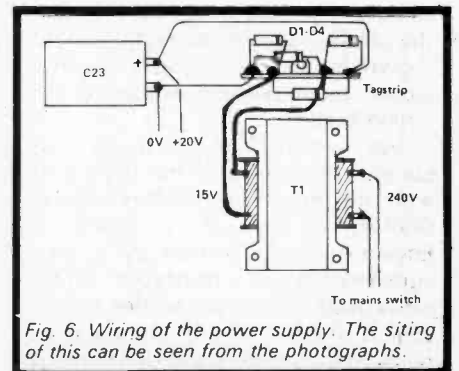 D1-D4
+
C23
Tagstrip
0V +20V
15V
T1
240V
To mains switch
Fig. 6. Wiring of the power supply. The siting
of this can be seen from the photographs.